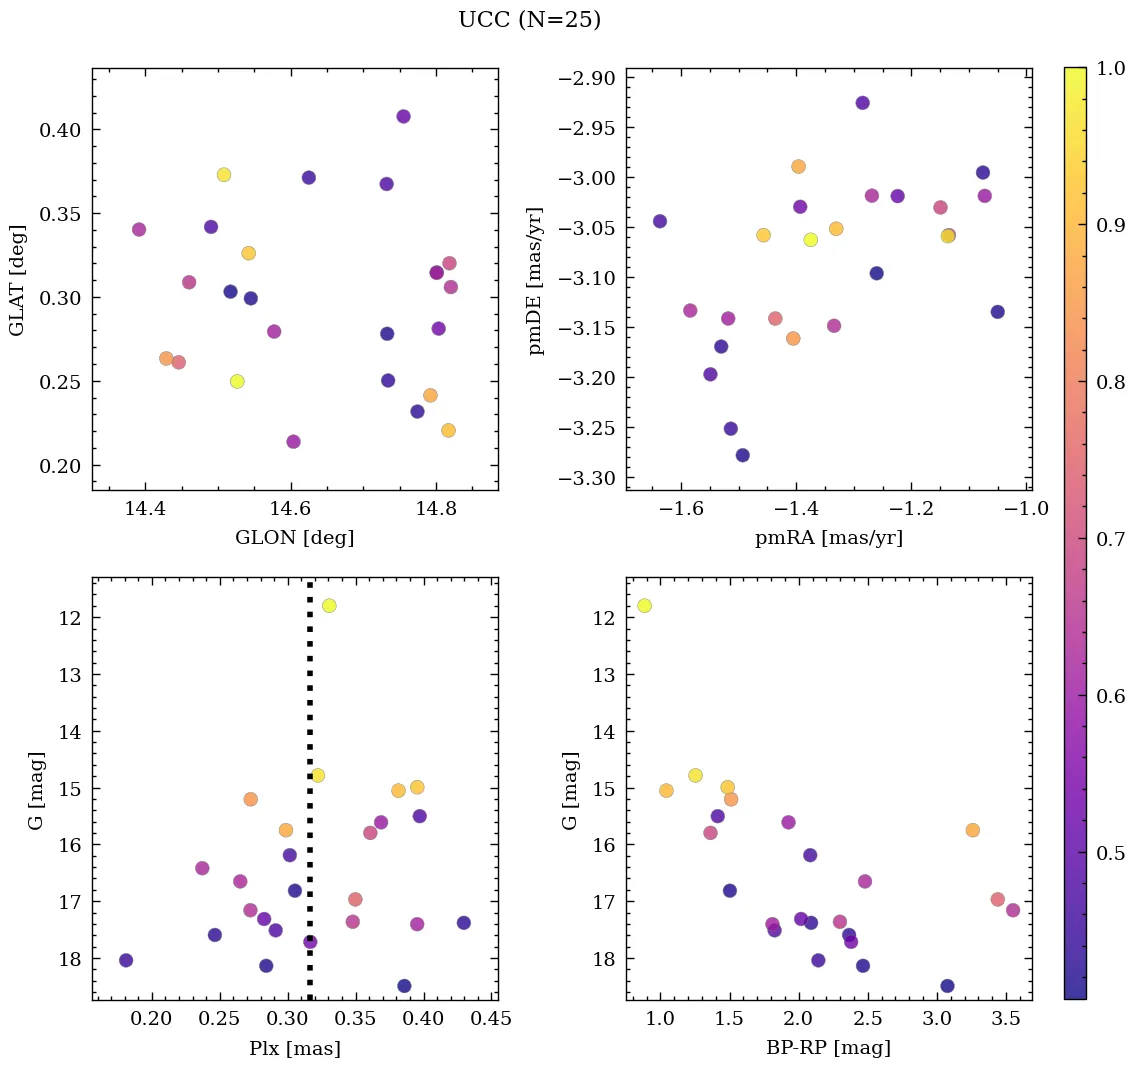 UCC (N=25)
0.40
0.35
0.30
0.25
0.20
GLAT [deg]
14.4 14.6 14.8
GLON [deg]
−2.90
−2.95
−3.00
−3.05
−3.10
−3.15
−3.20
−3.25
−3.30
pmDE [mas/yr]
−1.6 −1.4 −1.2 −1.0
pmRA [mas/yr]
12
13
14
15
16
17
18
G [mag]
0.20 0.25 0.30 0.35 0.40 0.45
Plx [mas]
12
13
14
15
16
17
18
G [mag]
1.0 1.5 2.0 2.5 3.0 3.5
BP-RP [mag]
1.0
0.9
0.8
0.7
0.6
0.5